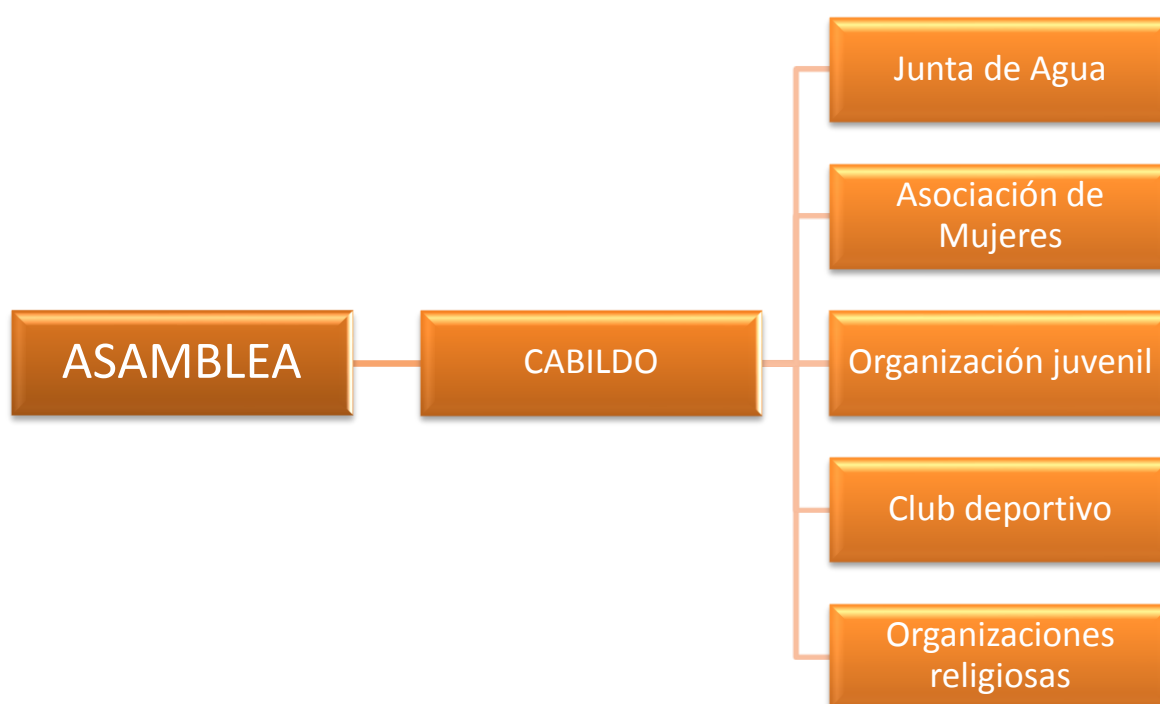 Junta de Agua
Asociación de
Mujeres
ASAMBLEA
CABILDO
Organización juvenil
Club deportivo
Organizaciones
religiosas